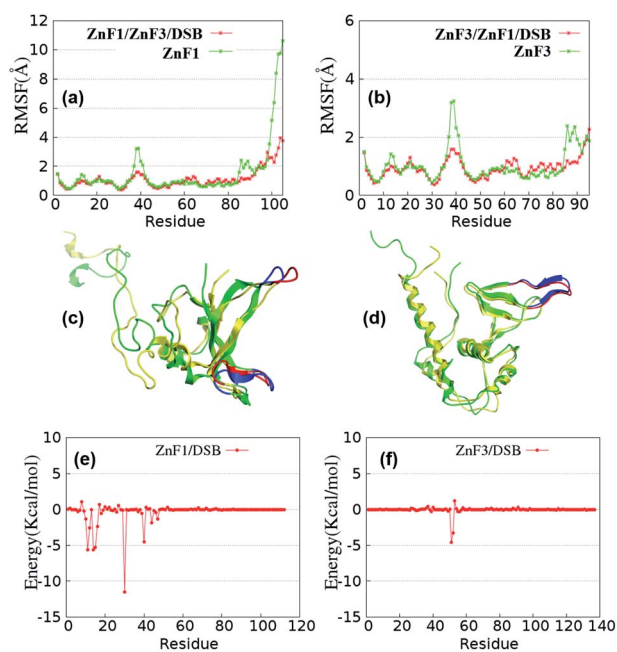 ZnF1/ZnF3/DSB
ZnF1
(a)
RMSF(Å)
12
10
8
6
4
2
0
0 20 40 60 80 100
Residue
ZnF3/ZnF1/DSB
ZnF3
(b)
RMSF(Å)
6
4
2
0
0 10 20 30 40 50 60 70 80 90
Residue
(c)
(d)
(e)
ZnF1/DSB
Energy(Kcal/mol)
10
5
0
-5
-10
-15
0 20 40 60 80 100 120
Residue
(f)
ZnF3/DSB
Energy(Kcal/mol)
10
5
0
-5
-10
-15
0 20 40 60 80 100 120 140
Residue